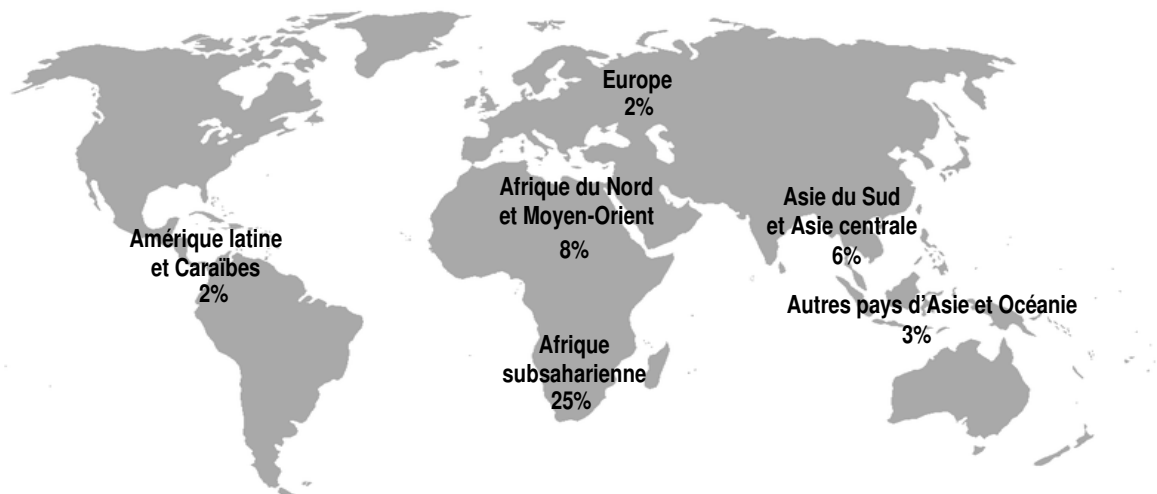 Europe
2%
Afrique du Nord
et Moyen-Orient
8%
Asie du Sud
et Asie centrale
6%
Amérique latine
et Caraïbes
2%
Autres pays d’Asie et Océanie
3%
Afrique
subsaharienne
25%